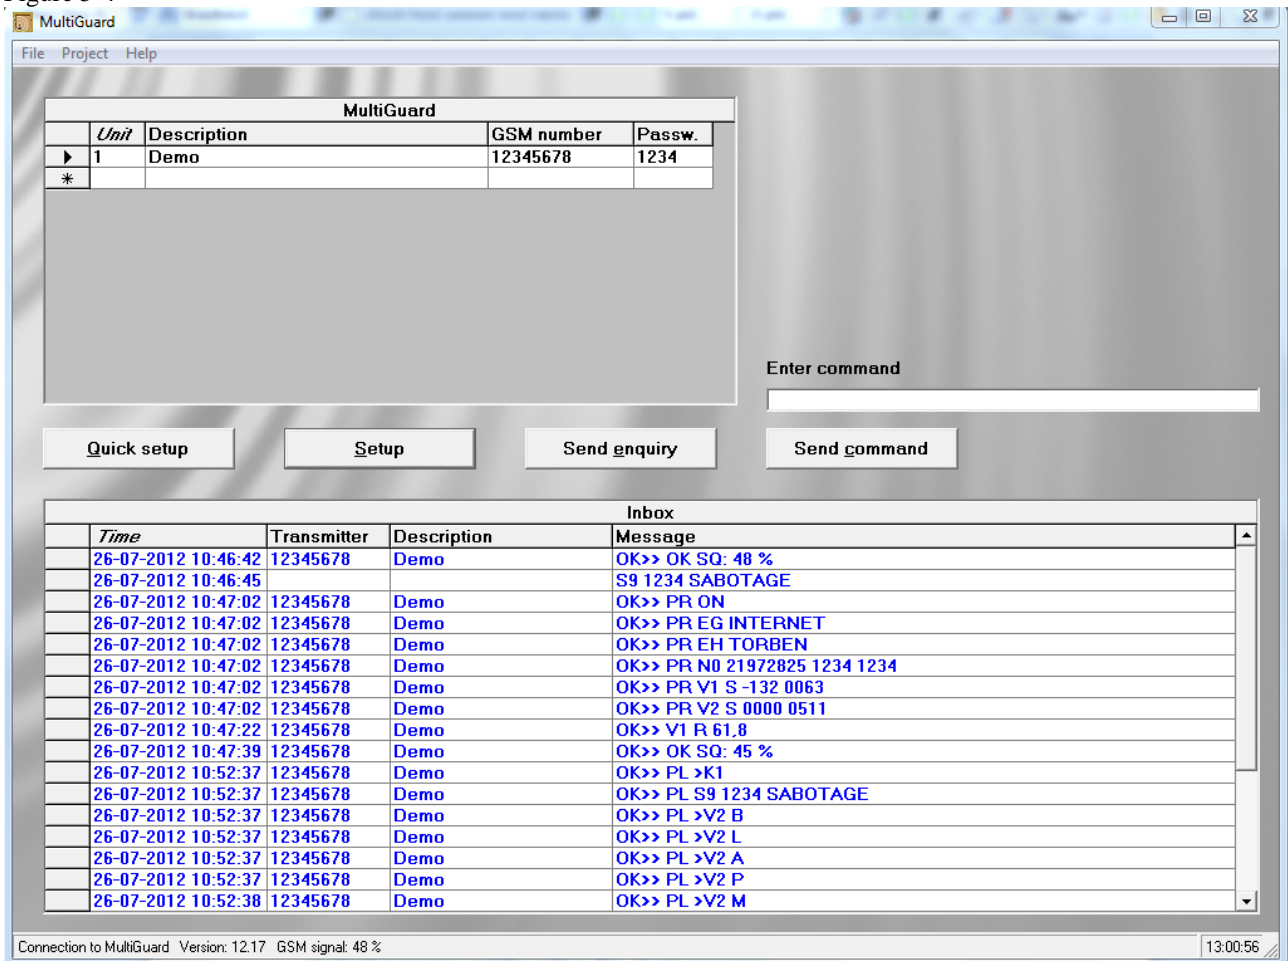 MultiGuard
File Project Help
MultiGuard
Unit Description GSM number Passw.
1 Demo 12345678 1234
*
Enter command
Quick setup Setup Send enquiry Send command
Inbox
Time Transmitter Description Message
26-07-2012 10:46:42 12345678 Demo OK>> OK SQ: 48 %
26-07-2012 10:46:45 S9 1234 SABOTAGE
26-07-2012 10:47:02 12345678 Demo OK>> PR ON
26-07-2012 10:47:02 12345678 Demo OK>> PR EG INTERNET
26-07-2012 10:47:02 12345678 Demo OK>> PR EH TORBEN
26-07-2012 10:47:02 12345678 Demo OK>> PR N0 21972825 1234 1234
26-07-2012 10:47:02 12345678 Demo OK>> PR V1 S -132 0063
26-07-2012 10:47:02 12345678 Demo OK>> PR V2 S 0000 0511
26-07-2012 10:47:22 12345678 Demo OK>> V1 R 61,8
26-07-2012 10:47:39 12345678 Demo OK>> OK SQ: 45 %
26-07-2012 10:52:37 12345678 Demo OK>> PL >K1
26-07-2012 10:52:37 12345678 Demo OK>> PL S9 1234 SABOTAGE
26-07-2012 10:52:37 12345678 Demo OK>> PL >V2 B
26-07-2012 10:52:37 12345678 Demo OK>> PL >V2 L
26-07-2012 10:52:37 12345678 Demo OK>> PL >V2 A
26-07-2012 10:52:37 12345678 Demo OK>> PL >V2 P
26-07-2012 10:52:38 12345678 Demo OK>> PL >V2 M
Connection to MultiGuard Version: 12.17 GSM signal: 48 % 13:00:56